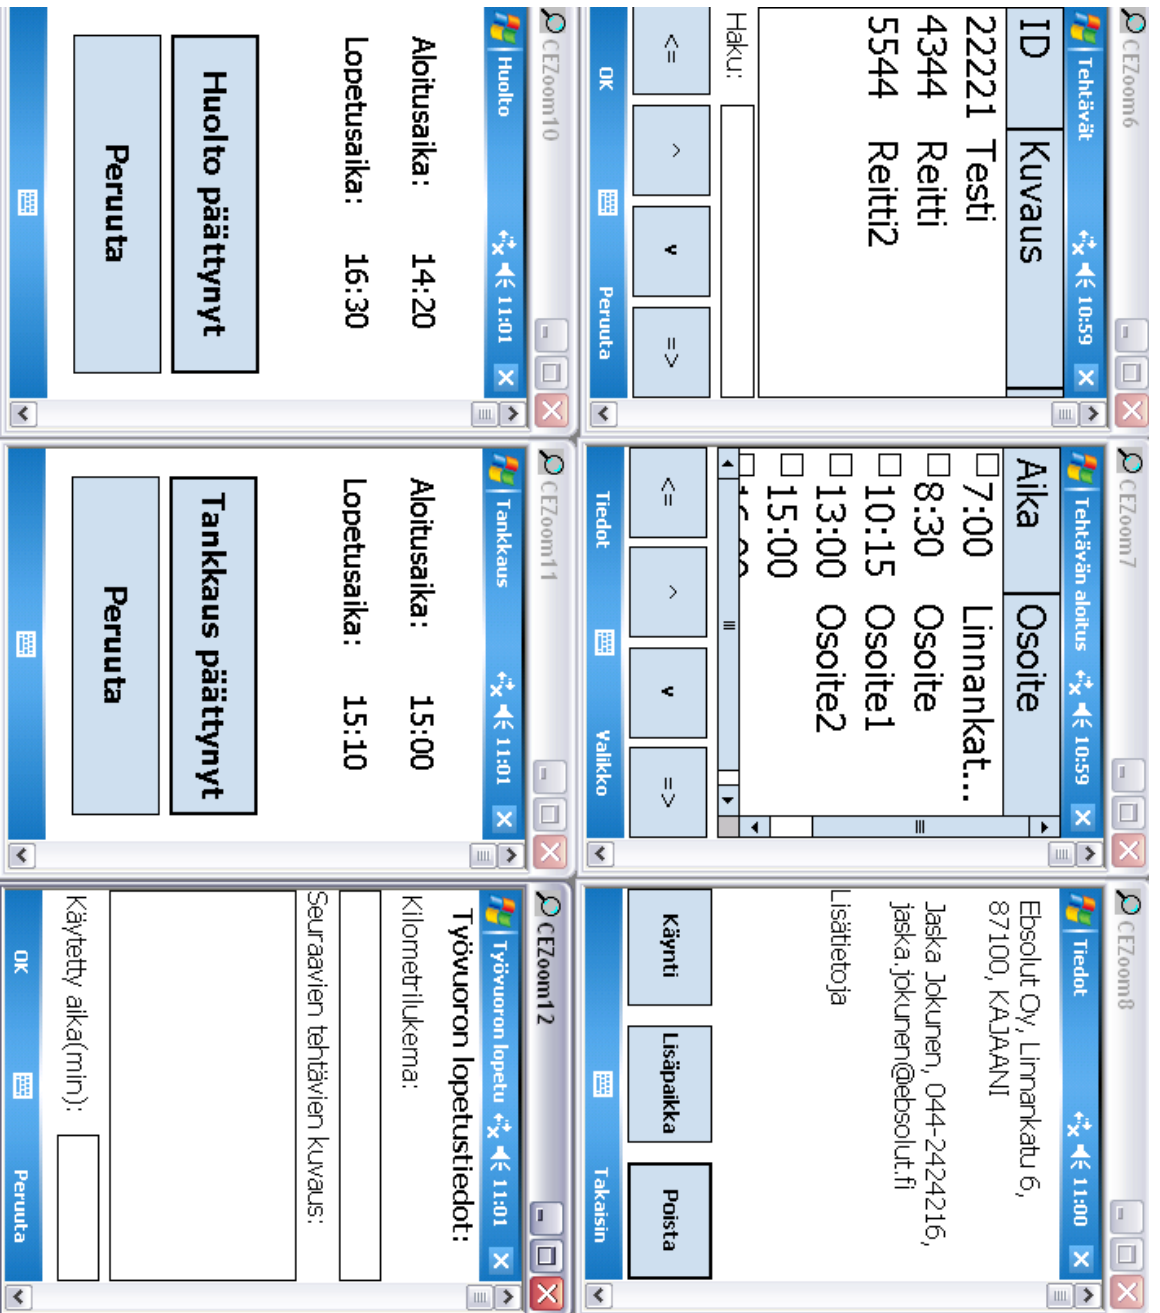 CEZoom6
Tehtävät 10:59
ID Kuvaus
22221 Testi
4344 Reitti
5544 Reitti2
Haku:
<= ^ v =>
OK Peruuta
CEZoom7
Tehtävän aloitus 10:59
Aika Osoite
7:00 Linnankat...
8:30 Osoite
10:15 Osoite1
13:00 Osoite2
15:00
<= ^ v =>
Tiedot Valikko
CEZoom8
Tiedot 11:00
Ebsolut Oy, Linnankatu 6,
87100, KAJAANI
Jaska Jokunen, 044-2424216,
jaska.jokunen@ebsolut.fi
Lisätietoja
Käynti Lisäpaikka Poista
Takaisin
CEZoom10
Huolto 11:01
Aloitusaika: 14:20
Lopetusaika: 16:30
Huolto päättynyt
Peruuta
CEZoom11
Tankkaus 11:01
Aloitusaika: 15:00
Lopetusaika: 15:10
Tankkaus päättynyt
Peruuta
CEZoom12
Työvuoron lopetu 11:01
Työvuoron lopetustiedot:
Kilometrilukema:
Seuraavien tehtävien kuvaus:
Käytetty aika(min):
OK Peruuta